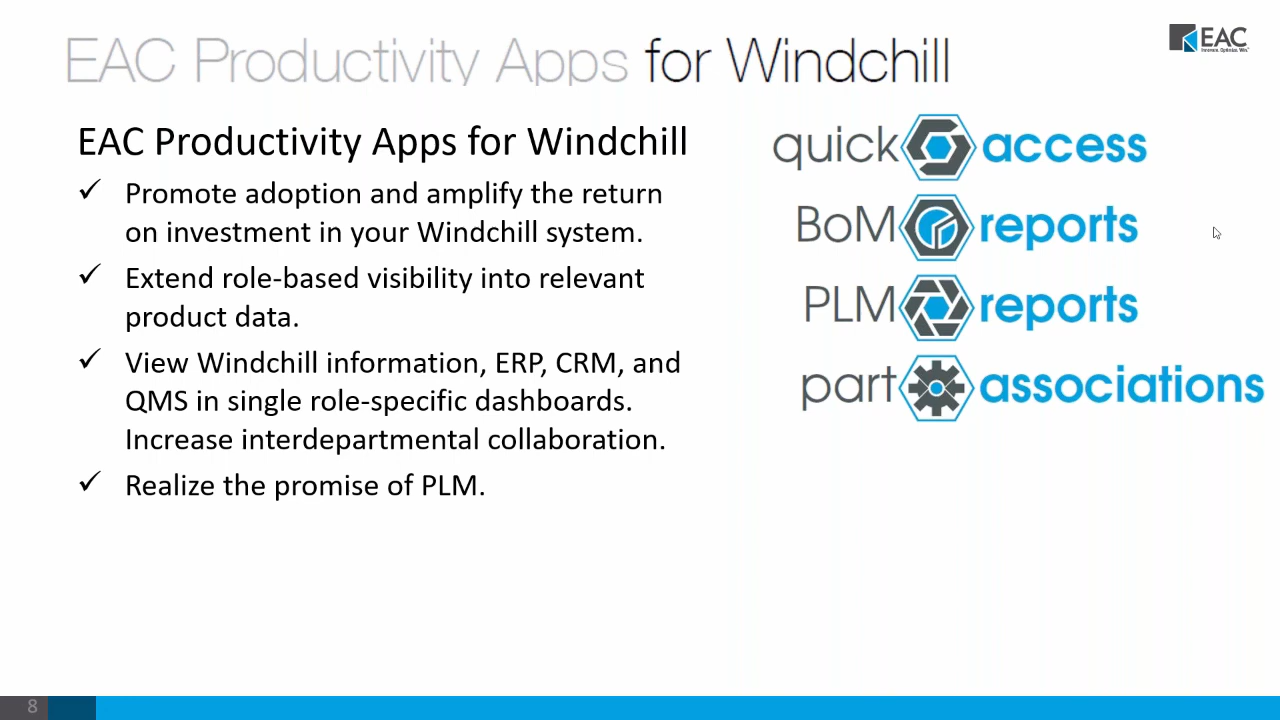 EAC Productivity Apps for Windchill
EAC
Innovate. Optimize. Win.
EAC Productivity Apps for Windchill
✓ Promote adoption and amplify the return
on investment in your Windchill system.
✓ Extend role-based visibility into relevant
product data.
✓ View Windchill information, ERP, CRM, and
QMS in single role-specific dashboards.
Increase interdepartmental collaboration.
✓ Realize the promise of PLM.
quick access
BoM reports
PLM reports
part associations
8